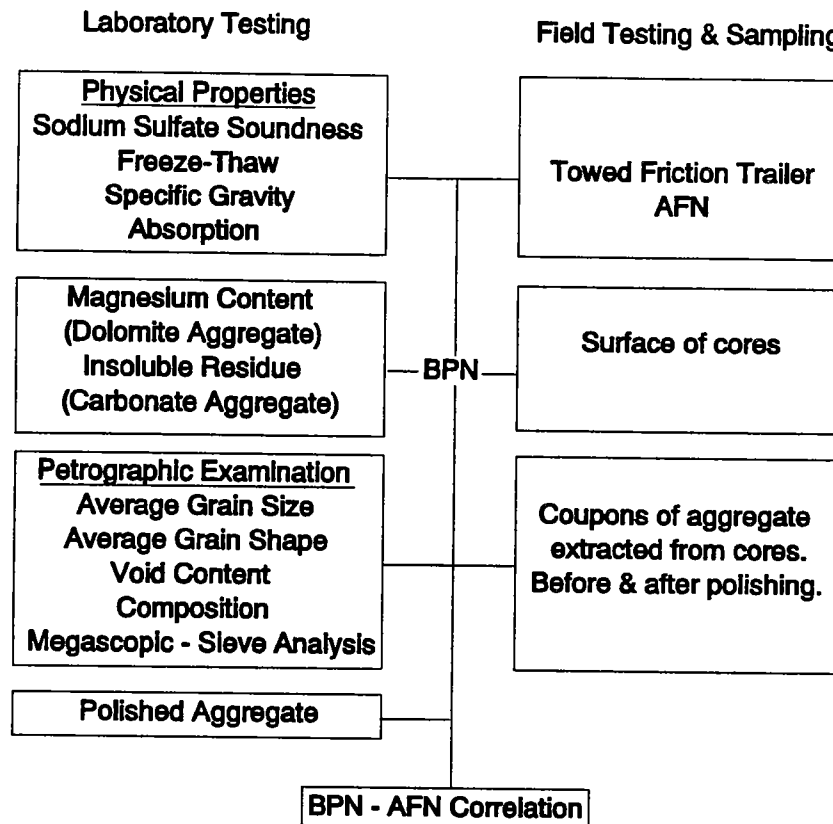 Laboratory Testing
Physical Properties
Sodium Sulfate Soundness
Freeze-Thaw
Specific Gravity
Absorption
Magnesium Content
(Dolomite Aggregate)
Insoluble Residue
(Carbonate Aggregate)
Petrographic Examination
Average Grain Size
Average Grain Shape
Void Content
Composition
Megascopic - Sieve Analysis
Polished Aggregate
BPN
Field Testing & Sampling
Towed Friction Trailer
AFN
Surface of cores
Coupons of aggregate
extracted from cores.
Before & after polishing.
BPN - AFN Correlation